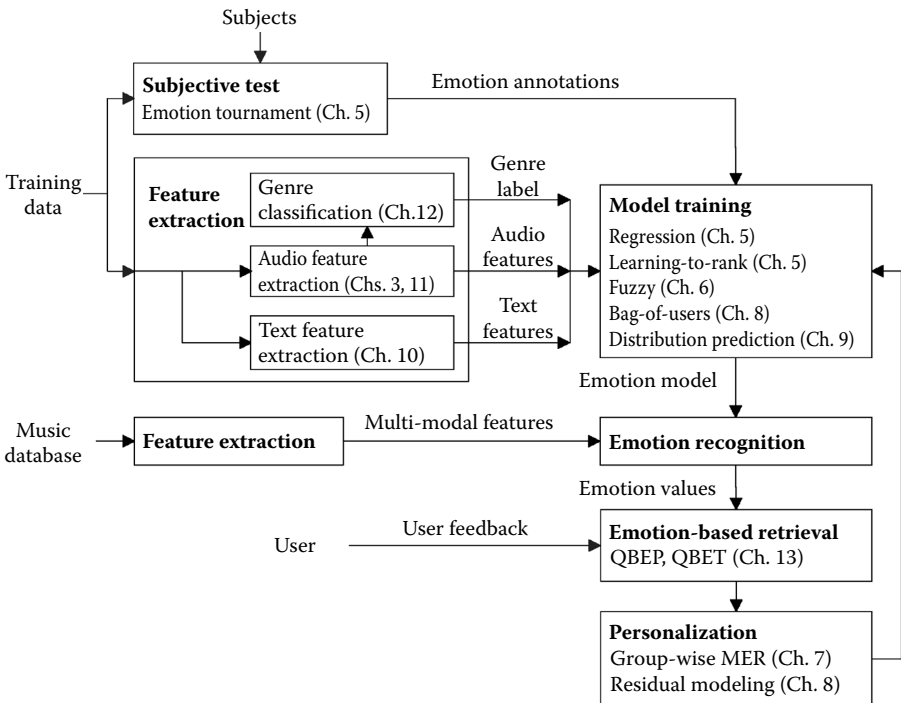 Subjects
Subjective test
Emotion tournament (Ch. 5)
Emotion annotations
Training
data
Feature
extraction
Genre
classification (Ch.12)
Audio feature
extraction (Chs. 3, 11)
Text feature
extraction (Ch. 10)
Genre
label
Audio
features
Text
features
Model training
Regression (Ch. 5)
Learning-to-rank (Ch. 5)
Fuzzy (Ch. 6)
Bag-of-users (Ch. 8)
Distribution prediction (Ch. 9)
Emotion model
Music
database
Feature extraction
Multi-modal features
Emotion recognition
Emotion values
User
User feedback
Emotion-based retrieval
QBEP, QBET (Ch. 13)
Personalization
Group-wise MER (Ch. 7)
Residual modeling (Ch. 8)